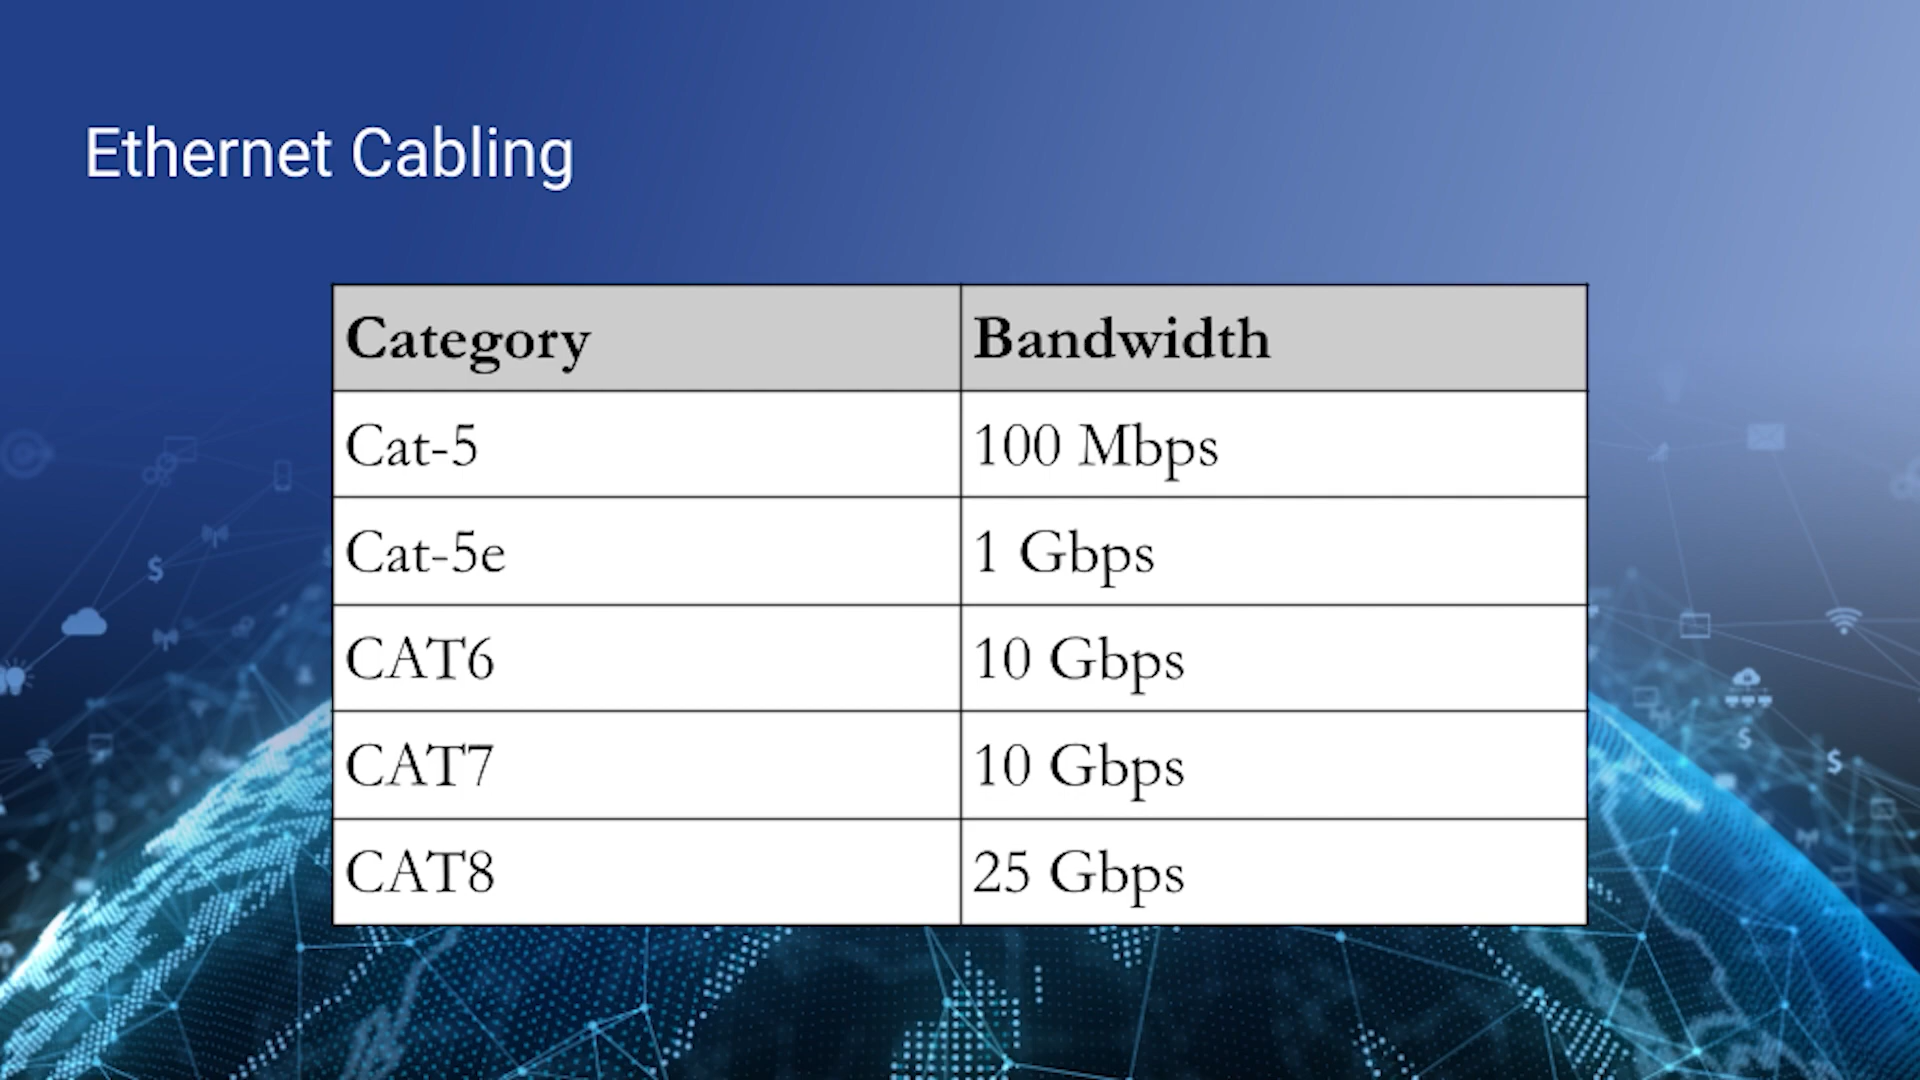 Ethernet Cabling
Category Bandwidth
Cat-5 100 Mbps
Cat-5e 1 Gbps
CAT6 10 Gbps
CAT7 10 Gbps
CAT8 25 Gbps